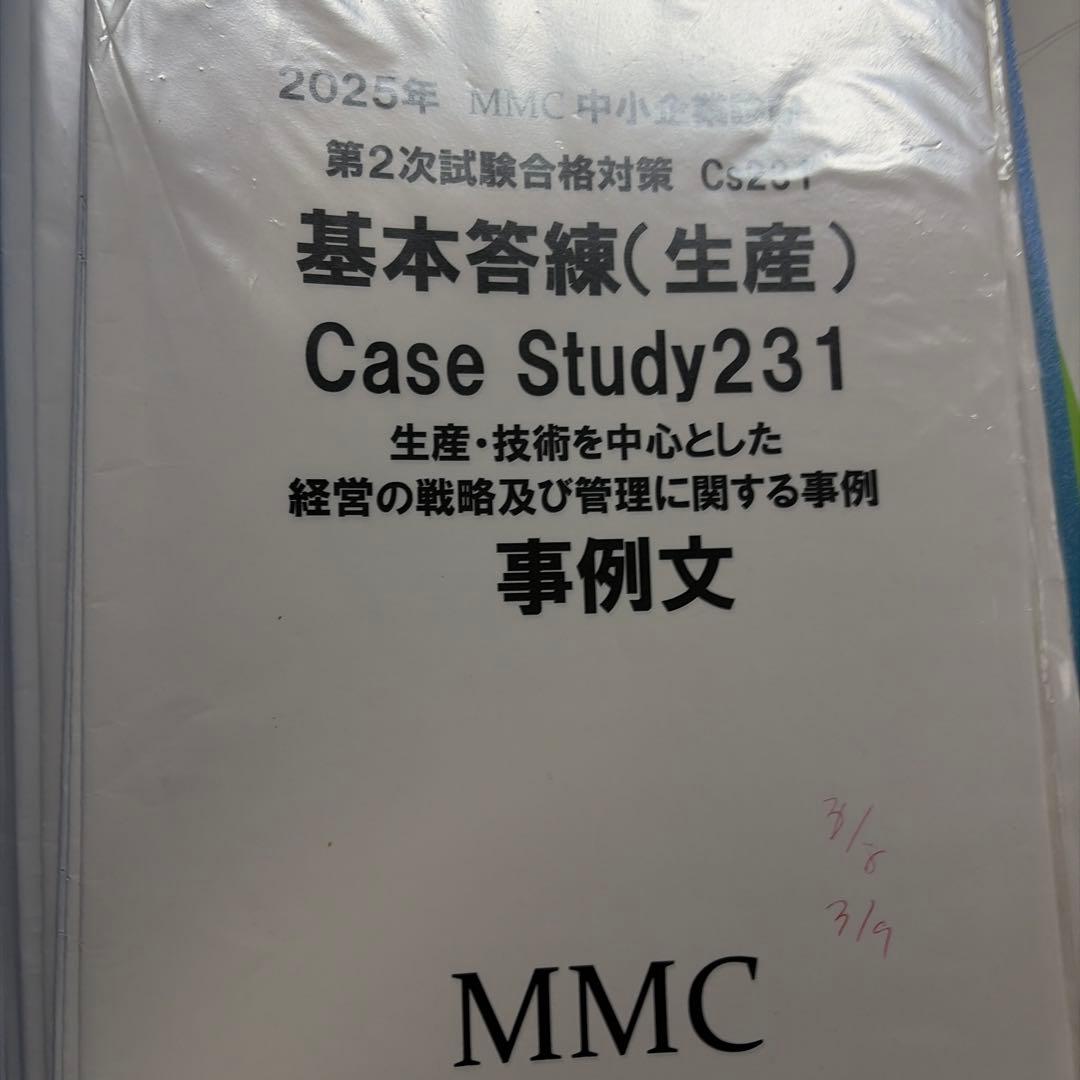 2025年 MMC 中小企業診断
第2次試験合格対策 Cs231
基本答練(生産)
Case Study231
生産・技術を中心とした
経営の戦略及び管理に関する事例
事例文
3/8
3/9
MMC